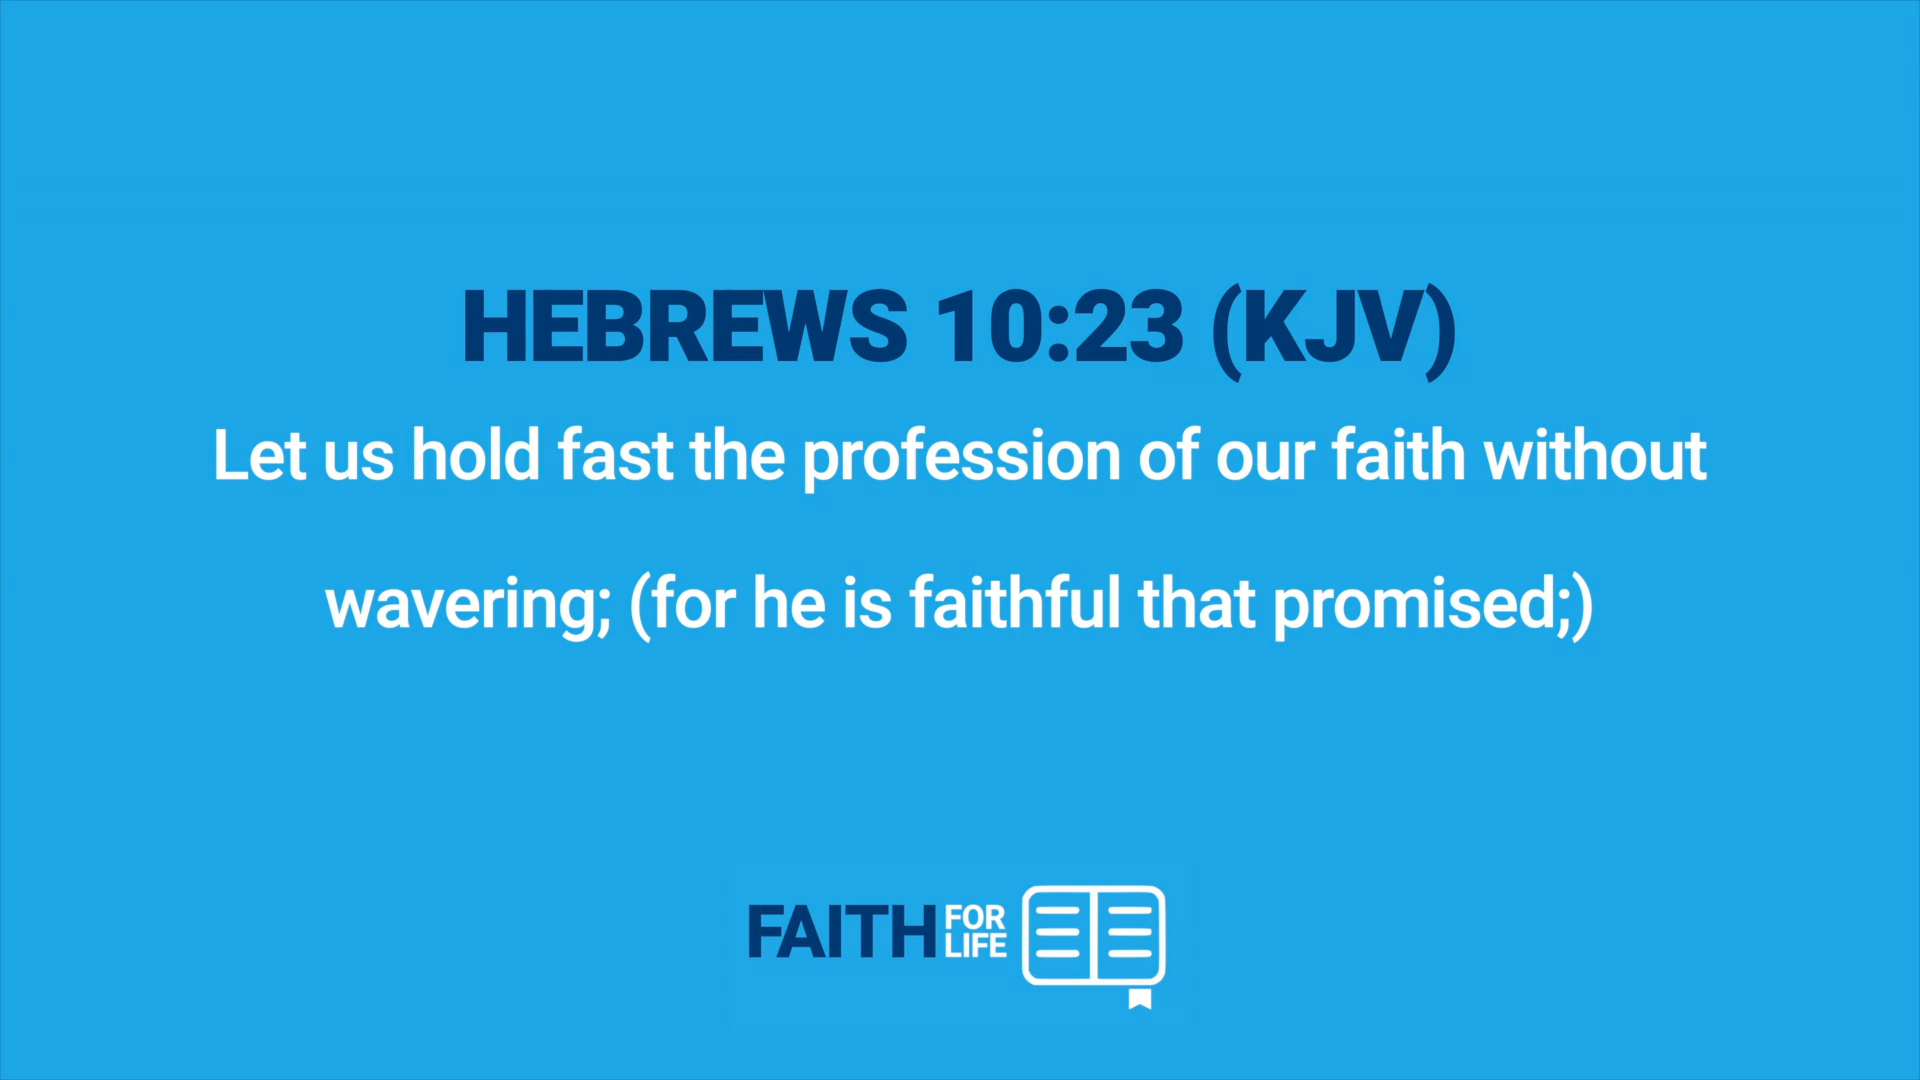 HEBREWS 10:23 (KJV)
Let us hold fast the profession of our faith without
wavering; (for he is faithful that promised;)
FAITH FOR
LIFE